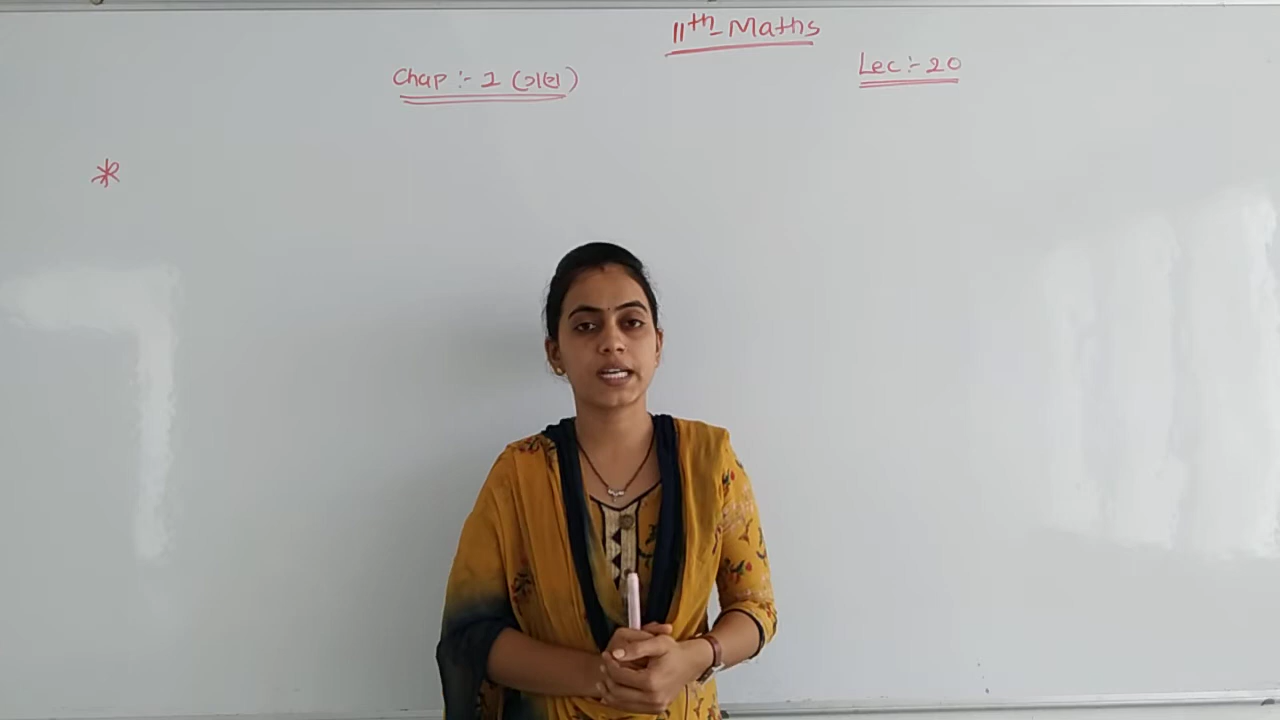 11th - Maths
Chap :- 1 (ગણ)
Lec :- 20
*